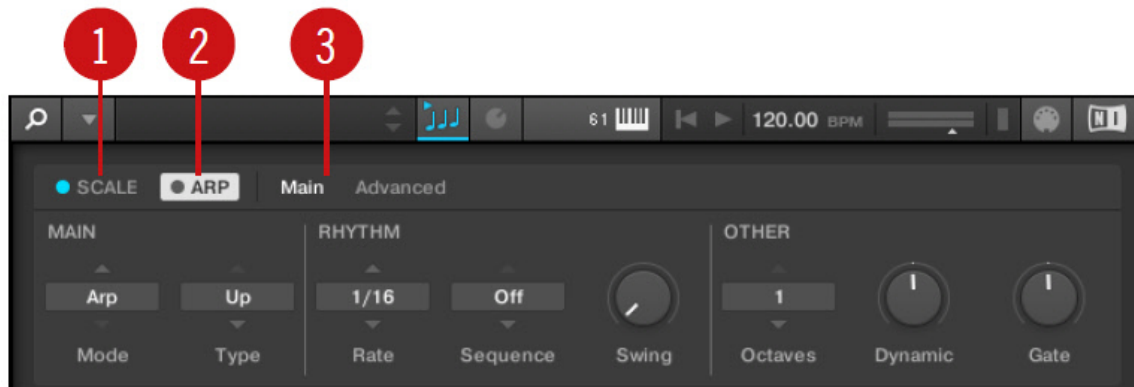 1 2 3
61 120.00 BPM NI
SCALE ARP Main Advanced
MAIN RHYTHM OTHER
Arp Up 1/16 Off 1
Mode Type Rate Sequence Swing Octaves Dynamic Gate